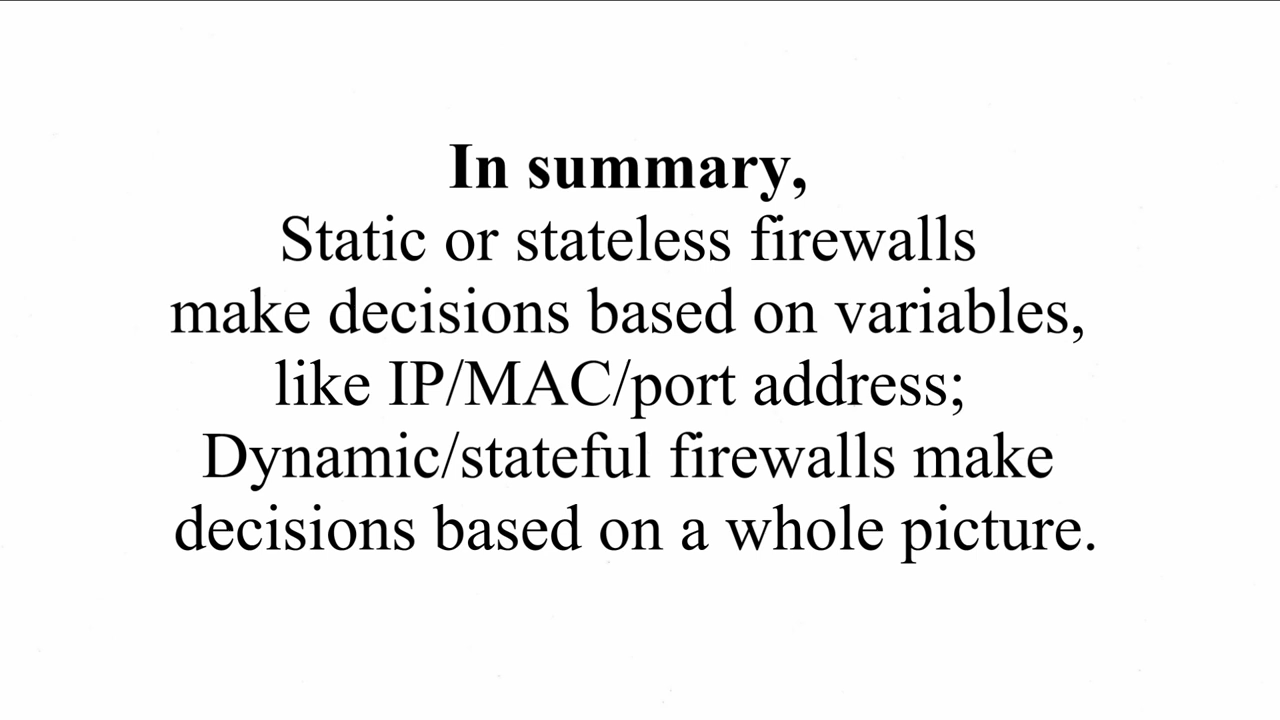 In summary,
Static or stateless firewalls
make decisions based on variables,
like IP/MAC/port address;
Dynamic/stateful firewalls make
decisions based on a whole picture.